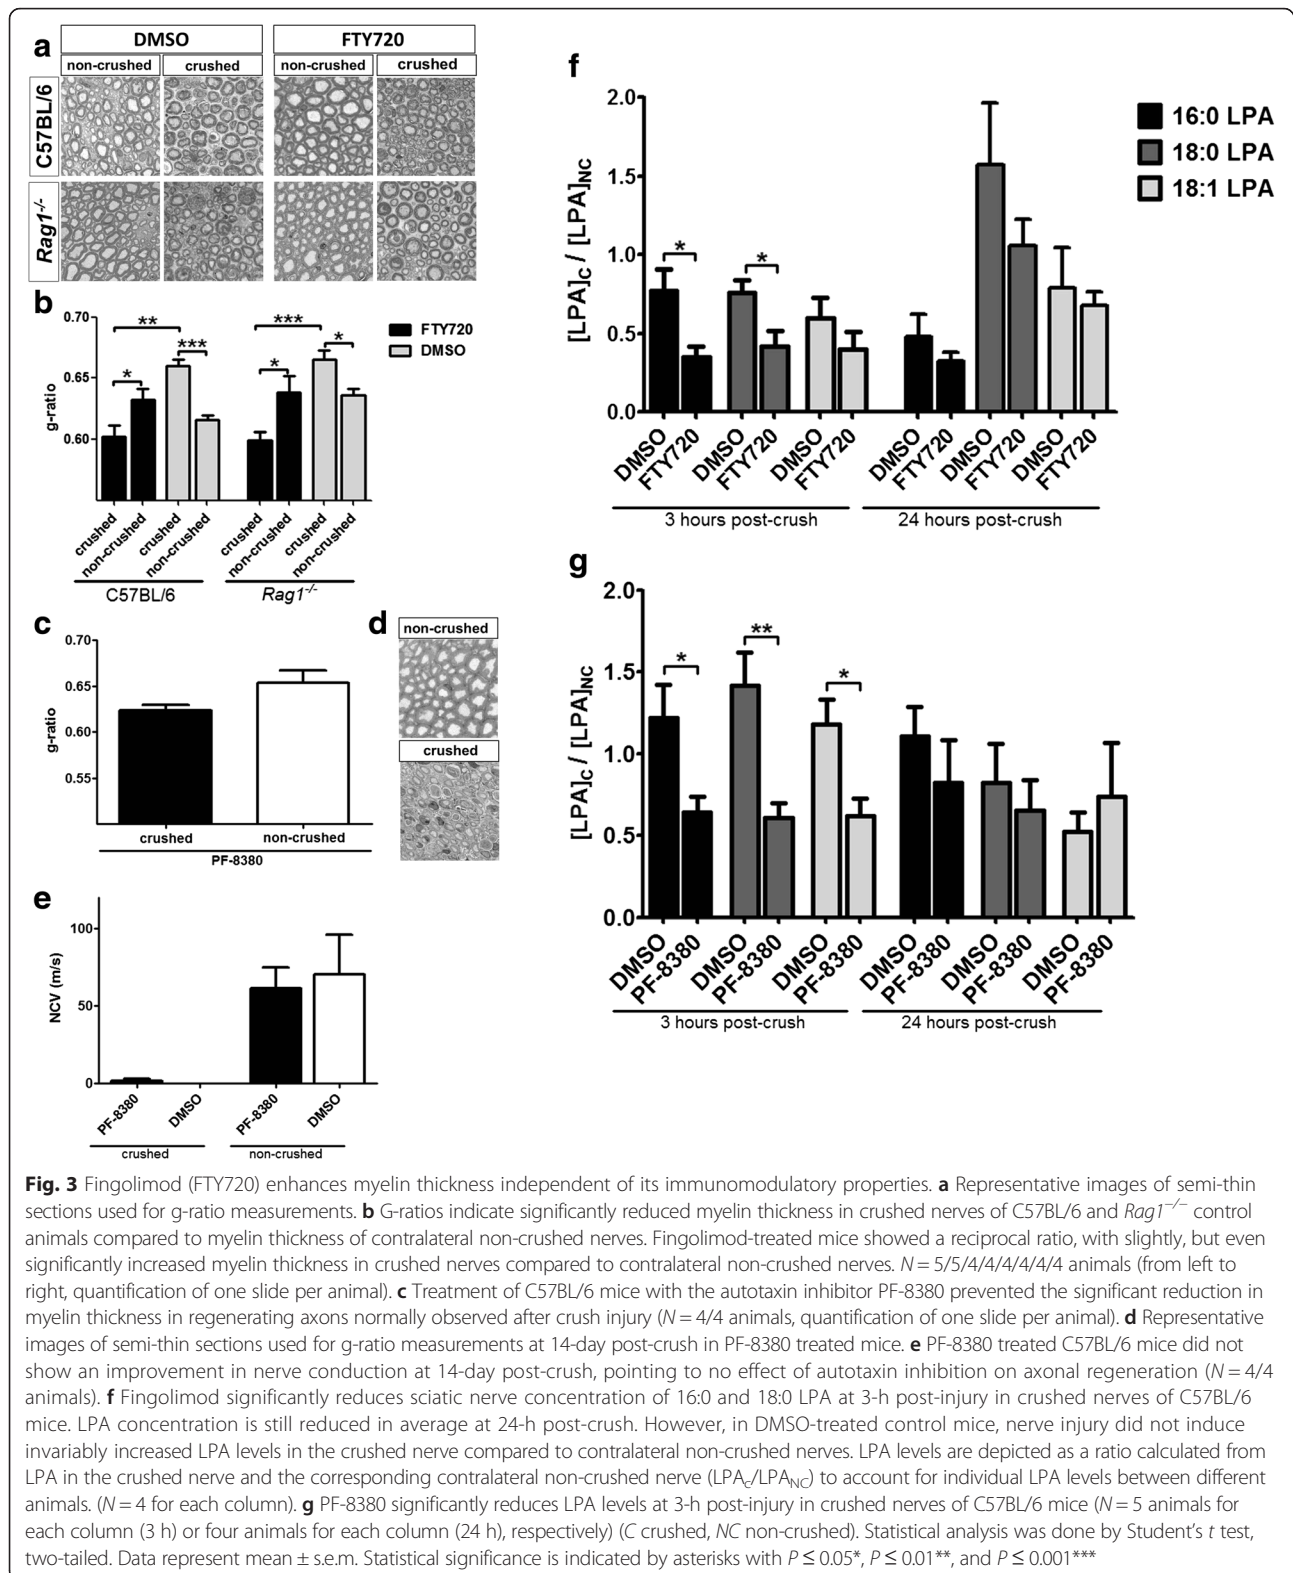 a
DMSO
FTY720
non-crushed
crushed
non-crushed
crushed
C57BL/6
Rag1-/-
b
0.70
0.65
0.60
g-ratio
**
***
*
***
*
*
FTY720
DMSO
crushed
non-crushed
crushed
non-crushed
crushed
non-crushed
crushed
non-crushed
C57BL/6
Rag1-/-
c
0.70
0.65
0.60
0.55
g-ratio
crushed
non-crushed
PF-8380
d
non-crushed
crushed
e
100
50
0
NCV (m/s)
PF-8380
DMSO
PF-8380
DMSO
crushed
non-crushed
f
2.0
1.5
1.0
0.5
0.0
[LPA]C / [LPA]NC
*
*
16:0 LPA
18:0 LPA
18:1 LPA
DMSO
FTY720
DMSO
FTY720
DMSO
FTY720
DMSO
FTY720
DMSO
FTY720
DMSO
FTY720
3 hours post-crush
24 hours post-crush
g
2.0
1.5
1.0
0.5
0.0
[LPA]C / [LPA]NC
*
**
*
DMSO
PF-8380
DMSO
PF-8380
DMSO
PF-8380
DMSO
PF-8380
DMSO
PF-8380
DMSO
PF-8380
3 hours post-crush
24 hours post-crush
Fig. 3 Fingolimod (FTY720) enhances myelin thickness independent of its immunomodulatory properties. a Representative images of semi-thin
sections used for g-ratio measurements. b G-ratios indicate significantly reduced myelin thickness in crushed nerves of C57BL/6 and Rag1−/− control
animals compared to myelin thickness of contralateral non-crushed nerves. Fingolimod-treated mice showed a reciprocal ratio, with slightly, but even
significantly increased myelin thickness in crushed nerves compared to contralateral non-crushed nerves. N = 5/5/4/4/4/4/4/4 animals (from left to
right, quantification of one slide per animal). c Treatment of C57BL/6 mice with the autotaxin inhibitor PF-8380 prevented the significant reduction in
myelin thickness in regenerating axons normally observed after crush injury (N = 4/4 animals, quantification of one slide per animal). d Representative
images of semi-thin sections used for g-ratio measurements at 14-day post-crush in PF-8380 treated mice. e PF-8380 treated C57BL/6 mice did not
show an improvement in nerve conduction at 14-day post-crush, pointing to no effect of autotaxin inhibition on axonal regeneration (N = 4/4
animals). f Fingolimod significantly reduces sciatic nerve concentration of 16:0 and 18:0 LPA at 3-h post-injury in crushed nerves of C57BL/6
mice. LPA concentration is still reduced in average at 24-h post-crush. However, in DMSO-treated control mice, nerve injury did not induce
invariably increased LPA levels in the crushed nerve compared to contralateral non-crushed nerves. LPA levels are depicted as a ratio calculated from
LPA in the crushed nerve and the corresponding contralateral non-crushed nerve (LPAc/LPANC) to account for individual LPA levels between different
animals. (N = 4 for each column). g PF-8380 significantly reduces LPA levels at 3-h post-injury in crushed nerves of C57BL/6 mice (N = 5 animals for
each column (3 h) or four animals for each column (24 h), respectively) (C crushed, NC non-crushed). Statistical analysis was done by Student's t test,
two-tailed. Data represent mean ± s.e.m. Statistical significance is indicated by asterisks with P ≤ 0.05*, P ≤ 0.01**, and P ≤ 0.001***